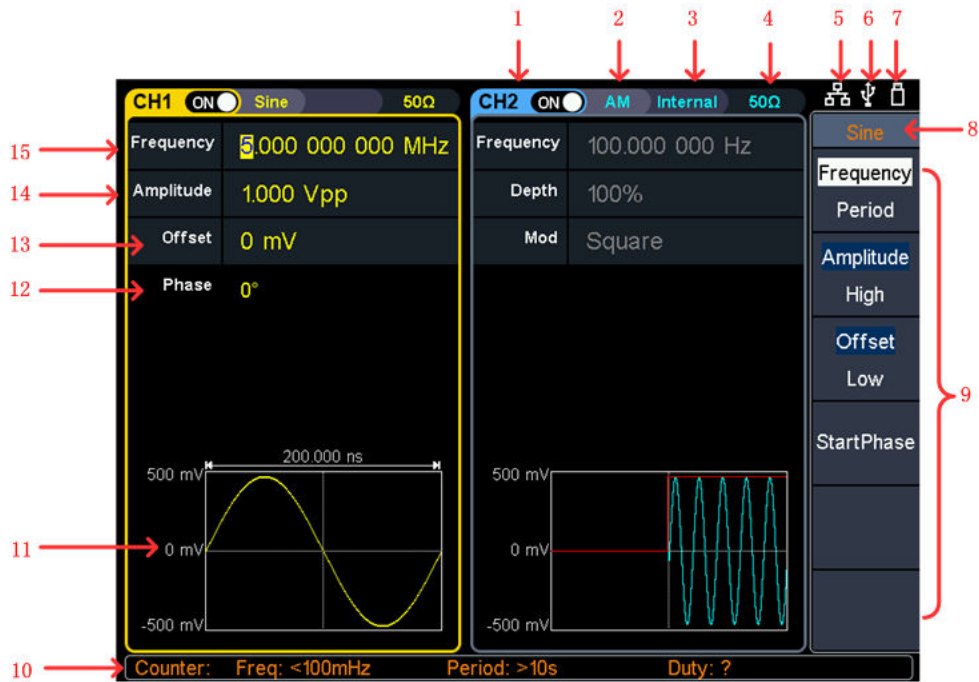 1 2 3 4 5 6 7
CH1 ON Sine 50Ω
CH2 ON AM Internal 50Ω
Sine 8
15 Frequency 5.000 000 000 MHz
Frequency 100.000 000 Hz
Frequency
Period
14 Amplitude 1.000 Vpp
Depth 100%
13 Offset 0 mV
Mod Square
Amplitude
High
12 Phase 0°
Offset
Low
9
StartPhase
200.000 ns
500 mV
11 0 mV
-500 mV
500 mV
0 mV
-500 mV
10 Counter: Freq: <100mHz Period: >10s Duty: ?